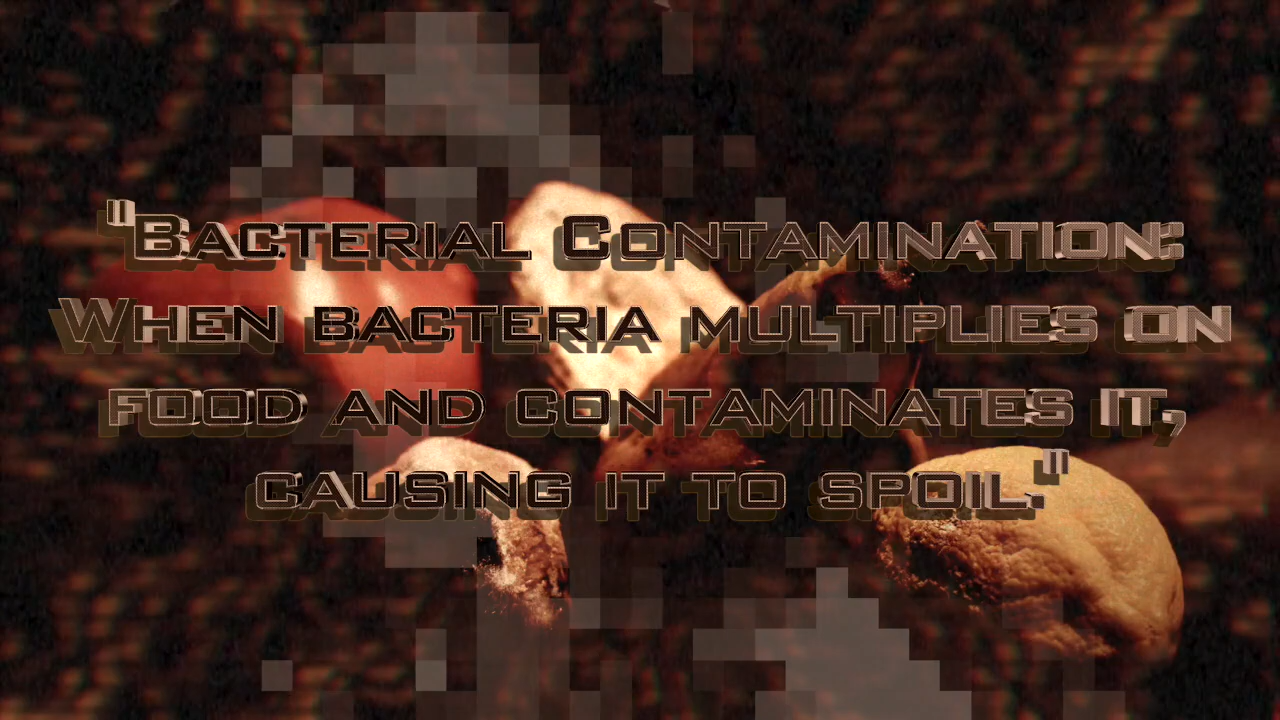 "Bacterial Contamination:
When bacteria multiplies on
food and contaminates it,
causing it to spoil."